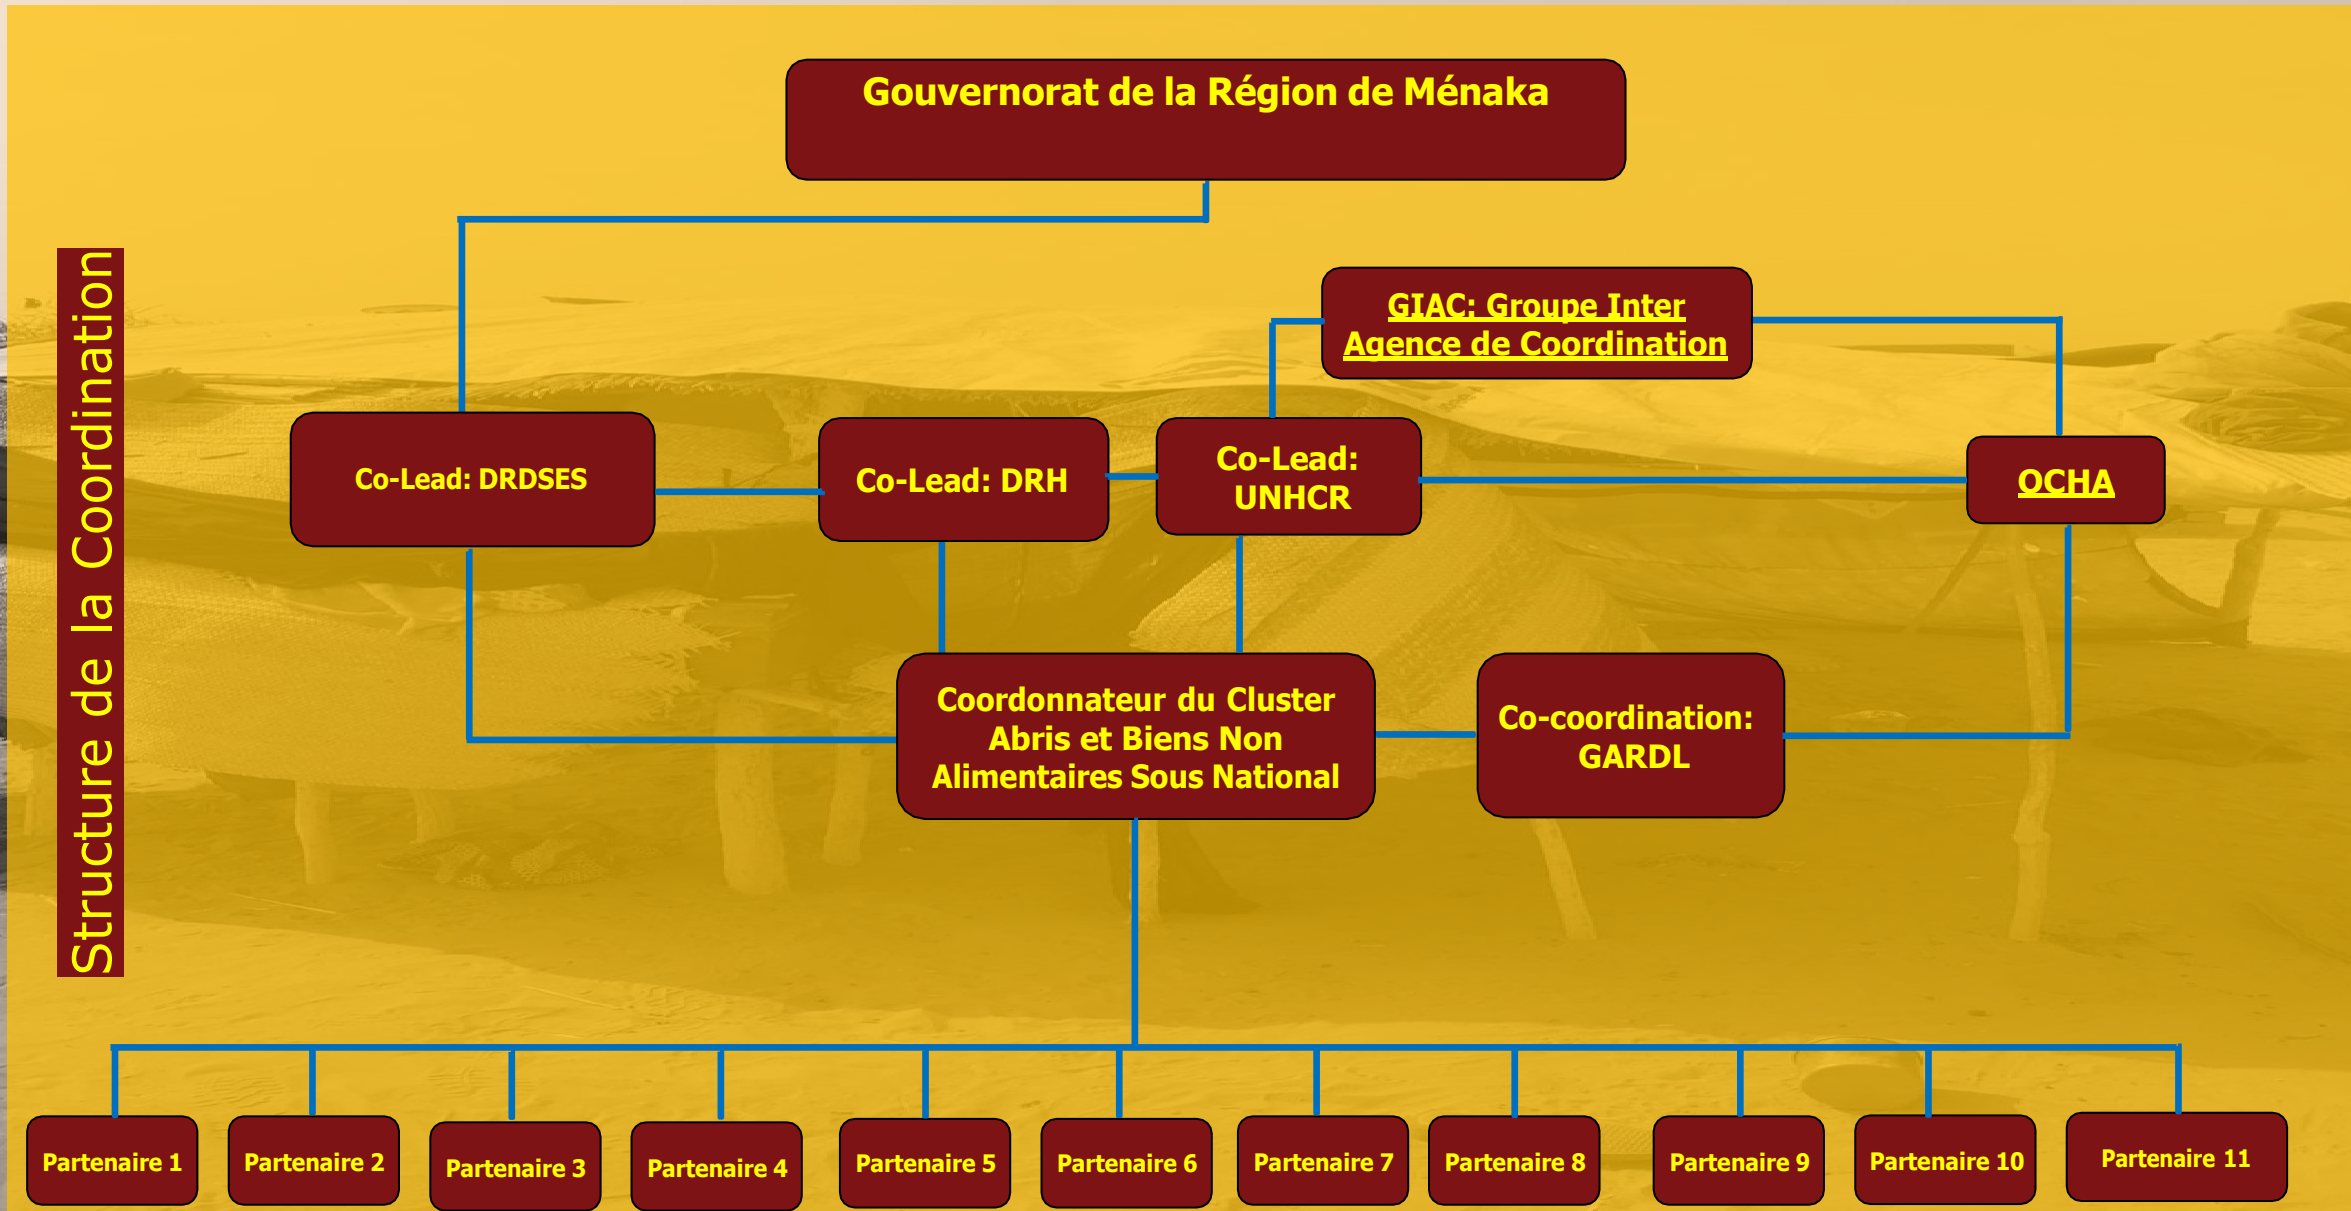 Structure de la Coordination
Gouvernorat de la Région de Ménaka
GIAC: Groupe Inter
Agence de Coordination
Co-Lead: DRDSES
Co-Lead: DRH
Co-Lead:
UNHCR
OCHA
Coordonnateur du Cluster
Abris et Biens Non
Alimentaires Sous National
Co-coordination:
GARDL
Partenaire 1
Partenaire 2
Partenaire 3
Partenaire 4
Partenaire 5
Partenaire 6
Partenaire 7
Partenaire 8
Partenaire 9
Partenaire 10
Partenaire 11